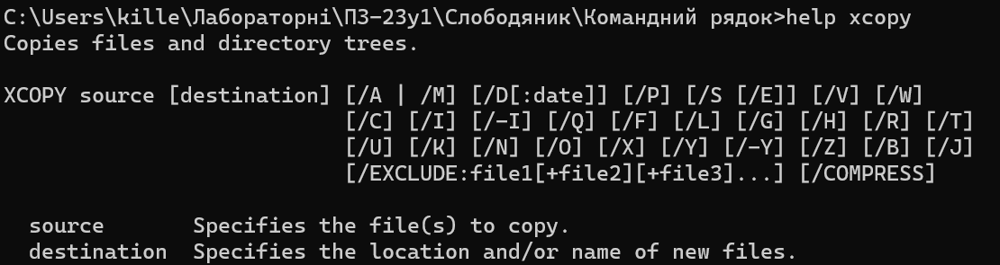 C:\Users\kille\Лабораторні\ПЗ-23у1\Слободяник\Командний рядок>help xcopy
Copies files and directory trees.
XCOPY source [destination] [/A | /M] [/D[:date]] [/P] [/S [/E]] [/V] [/W]
[/C] [/I] [/-I] [/Q] [/F] [/L] [/G] [/H] [/R] [/T]
[/U] [/K] [/N] [/O] [/X] [/Y] [/-Y] [/Z] [/B] [/J]
[/EXCLUDE:file1[+file2][+file3]...] [/COMPRESS]
source       Specifies the file(s) to copy.
destination  Specifies the location and/or name of new files.